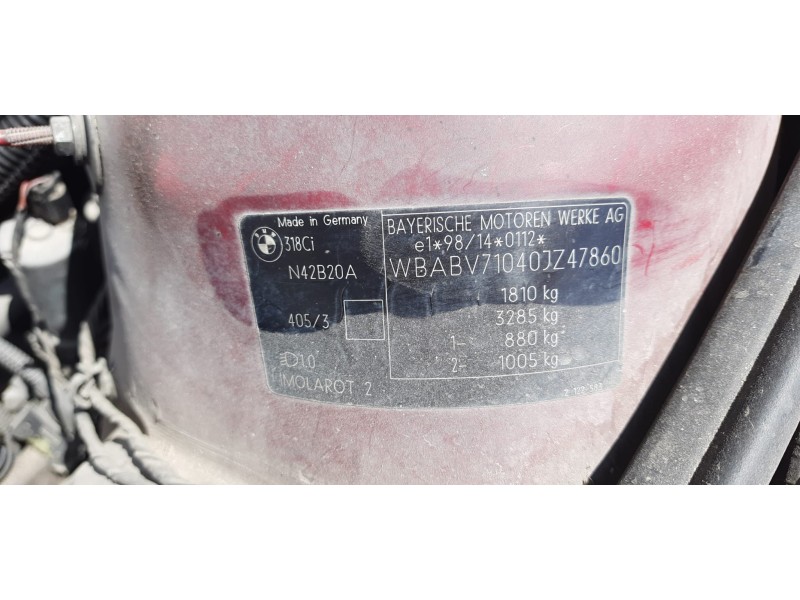 Made in Germany
BMW
318Ci
N42B20A
405/3
1.0
IMOLAROT 2
BAYERISCHE MOTOREN WERKE AG
e1*98/14*0112*
WBABV71040JZ47860
1810 kg
3285 kg
1- 880 kg
2- 1005 kg